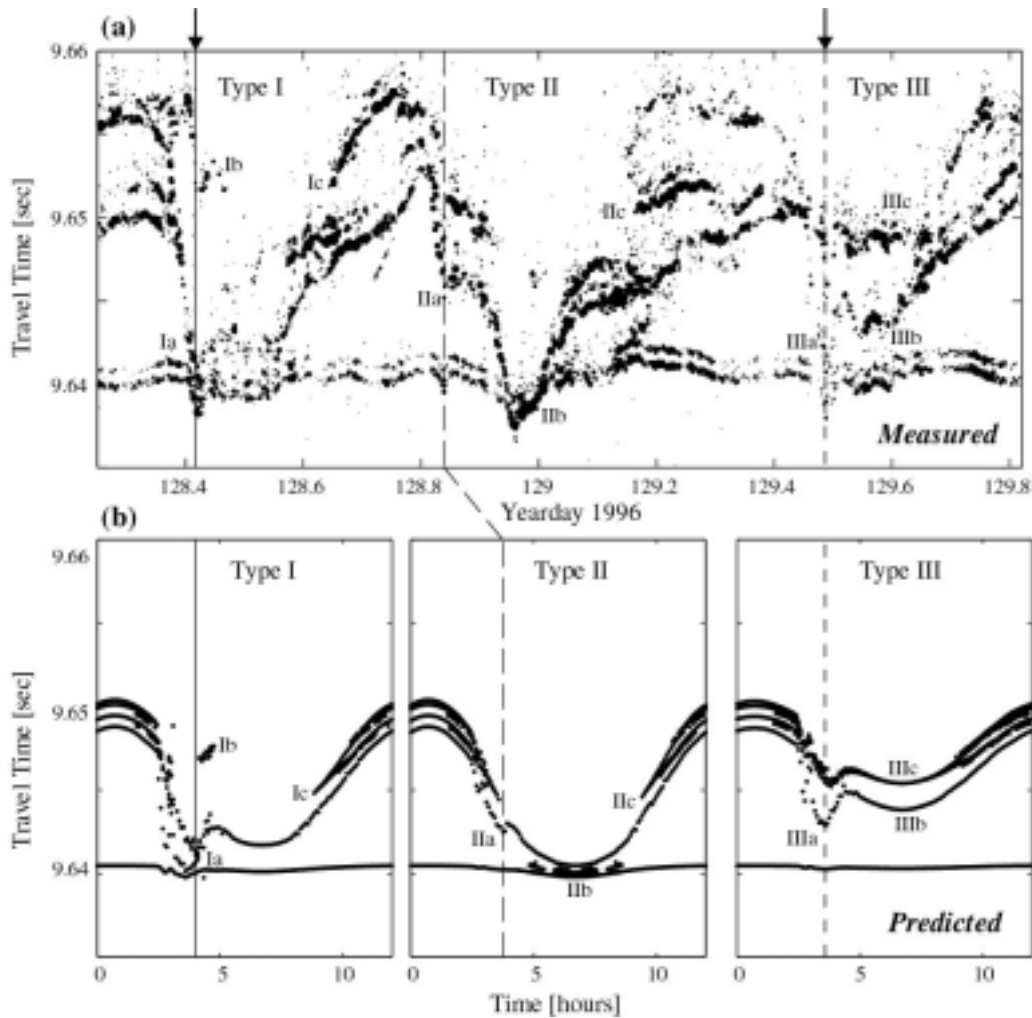 (a)
9.66
9.65
9.64
Travel Time [sec]
Type I
Type II
Type III
Ia
Ib
Ic
IIa
IIb
IIc
IIIa
IIIb
IIIc
Measured
128.4
128.6
128.8
129
129.2
129.4
129.6
129.8
Yearday 1996
(b)
9.66
9.65
9.64
Travel Time [sec]
Type I
Ib
Ic
Ia
Type II
IIa
IIb
IIc
Type III
IIIa
IIIb
IIIc
Predicted
0
5
10
0
5
10
0
5
10
Time [hours]